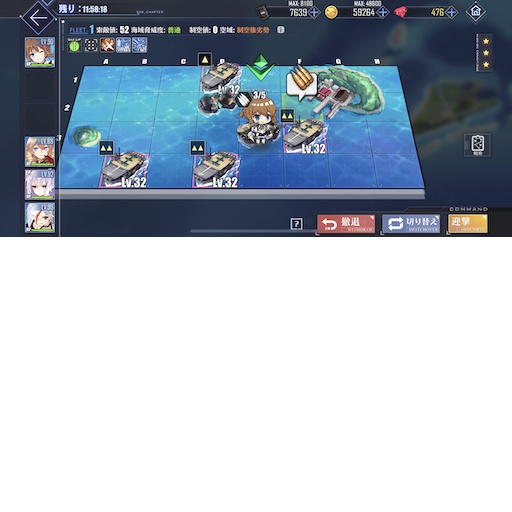 残り：11:58:18
MAX: 8100
7639
MAX: 48600
59264
476
FLEET. 1 索敵値: 52 海域脅威度: 普通 制空値: 0 空域: 制空権劣勢
A B C D F G H
1
2
3
Lv.32
3/5
Lv.32
Lv.32
Lv.32
COMMAND
?
撤退
WITHDRAW
切り替え
SWITCHOVER
迎撃